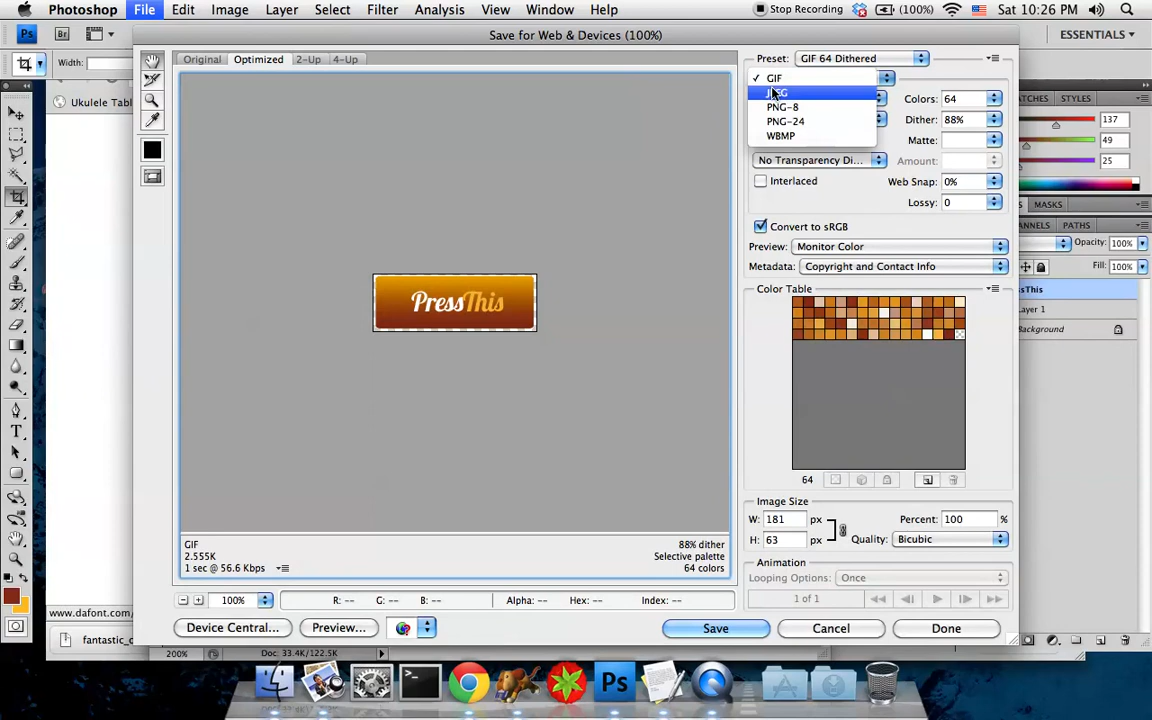 Photoshop File Edit Image Layer Select Filter Analysis View Window Help Stop Recording (100%) Sat 10:26 PM
Save for Web & Devices (100%)
Ps Br ESSENTIALS
Width:
Original Optimized 2-Up 4-Up
Preset: GIF 64 Dithered
GIF
JPEG
PNG-8
PNG-24
WBMP
Colors: 64
Dither: 88%
Matte:
No Transparency Di... Amount:
Interlaced Web Snap: 0%
Lossy: 0
Convert to sRGB
Preview: Monitor Color
Metadata: Copyright and Contact Info
Color Table
64
Image Size
W: 181 px Percent: 100 %
H: 63 px Quality: Bicubic
Animation
Looping Options: Once
1 of 1
Ukulele Tabl
PressThis
GIF
2.555K
1 sec @ 56.6 Kbps
88% dither
Selective palette
64 colors
100% R: -- G: -- B: -- Alpha: -- Hex: -- Index: --
Device Central... Preview... Save Cancel Done
ATCHES STYLES
137
49
25
MASKS
CHANNELS PATHS
Opacity: 100%
Fill: 100%
ssThis
Layer 1
Background
www.dafont.com/
fantastic_c
200% Doc: 33.4K/122.5K
Ps